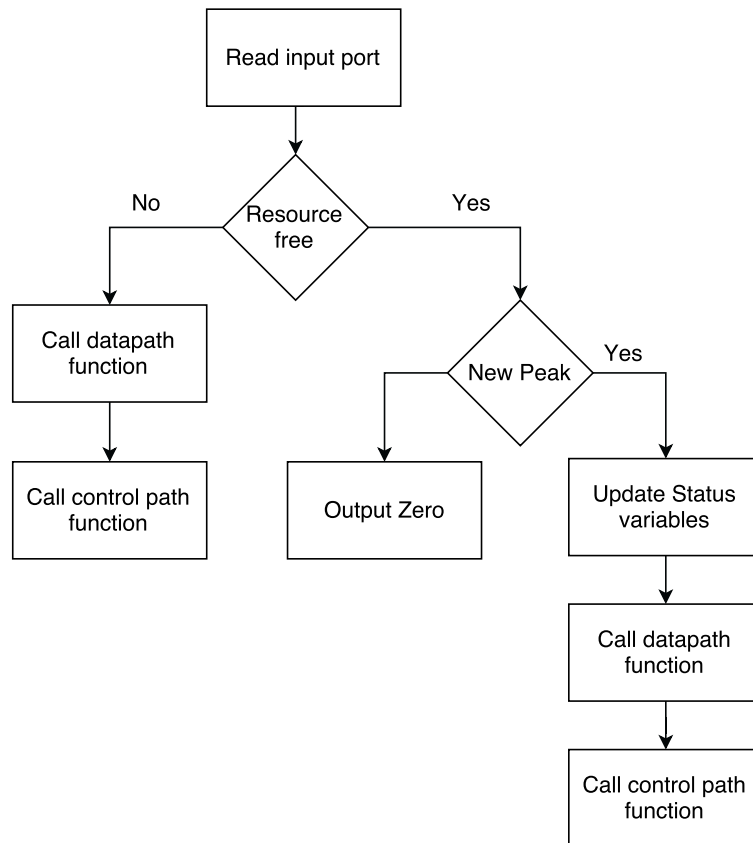 Read input port
No
Yes
Resource
free
Call datapath
function
New Peak
Yes
Call control path
function
Output Zero
Update Status
variables
Call datapath
function
Call control path
function